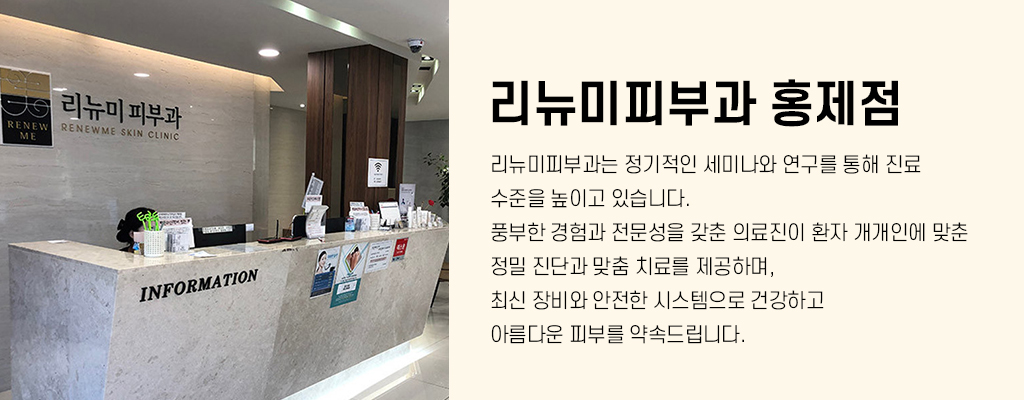 RENEW
ME
리뉴미 피부과
RENEWME SKIN CLINIC
INFORMATION
리뉴미피부과 홍제점
리뉴미피부과는 정기적인 세미나와 연구를 통해 진료
수준을 높이고 있습니다.
풍부한 경험과 전문성을 갖춘 의료진이 환자 개개인에 맞춘
정밀 진단과 맞춤 치료를 제공하며,
최신 장비와 안전한 시스템으로 건강하고
아름다운 피부를 약속드립니다.